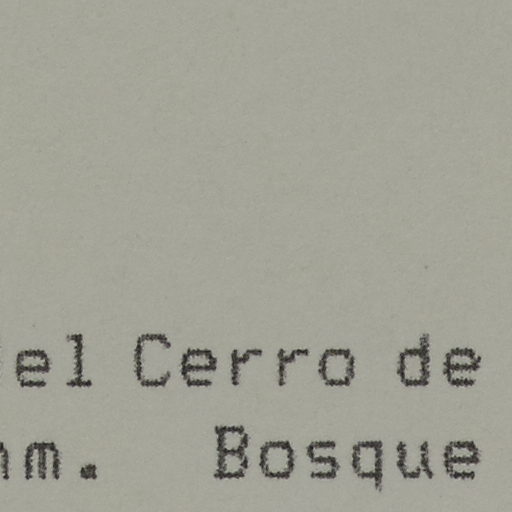 el Cerro de
m. Bosque